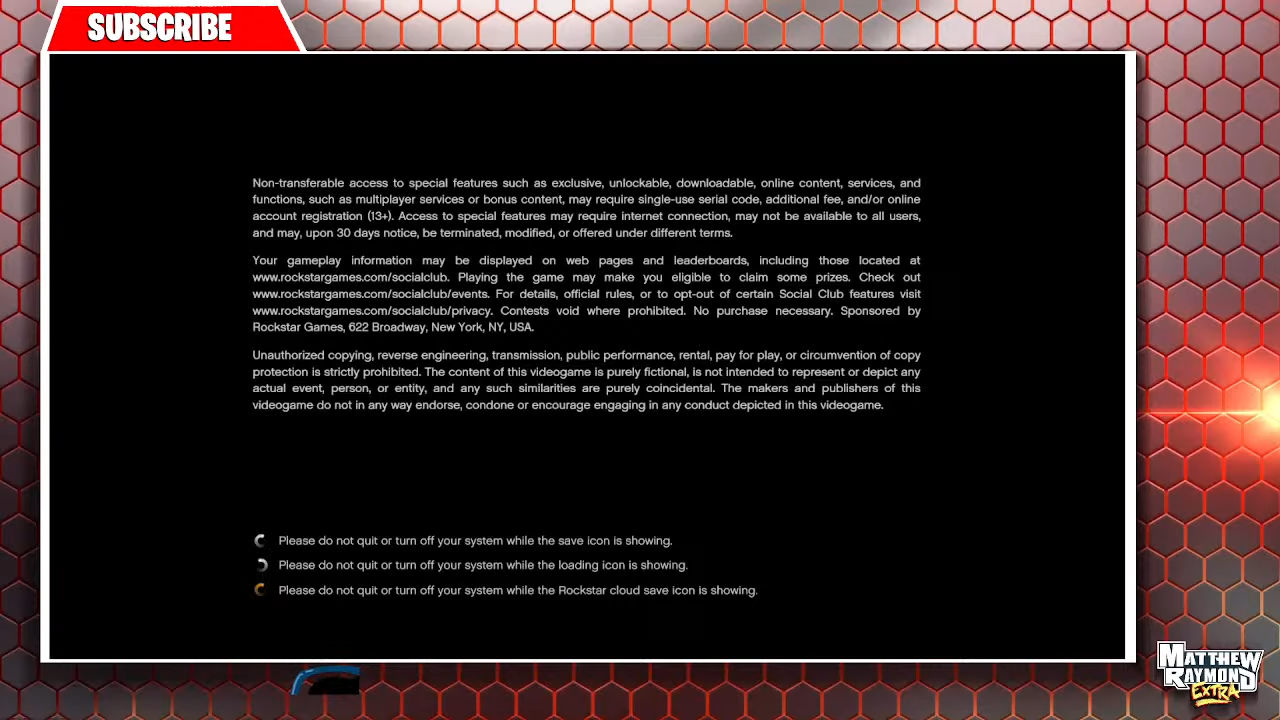 SUBSCRIBE
Non-transferable access to special features such as exclusive, unlockable, downloadable, online content, services, and
functions, such as multiplayer services or bonus content, may require single-use serial code, additional fee, and/or online
account registration (13+). Access to special features may require internet connection, may not be available to all users,
and may, upon 30 days notice, be terminated, modified, or offered under different terms.
Your gameplay information may be displayed on web pages and leaderboards, including those located at
www.rockstargames.com/socialclub. Playing the game may make you eligible to claim some prizes. Check out
www.rockstargames.com/socialclub/events. For details, official rules, or to opt-out of certain Social Club features visit
www.rockstargames.com/socialclub/privacy. Contests void where prohibited. No purchase necessary. Sponsored by
Rockstar Games, 622 Broadway, New York, NY, USA.
Unauthorized copying, reverse engineering, transmission, public performance, rental, pay for play, or circumvention of copy
protection is strictly prohibited. The content of this videogame is purely fictional, is not intended to represent or depict any
actual event, person, or entity, and any such similarities are purely coincidental. The makers and publishers of this
videogame do not in any way endorse, condone or encourage engaging in any conduct depicted in this videogame.
Please do not quit or turn off your system while the save icon is showing.
Please do not quit or turn off your system while the loading icon is showing.
Please do not quit or turn off your system while the Rockstar cloud save icon is showing.
MATTHEW
RAYMOND
EXTRA